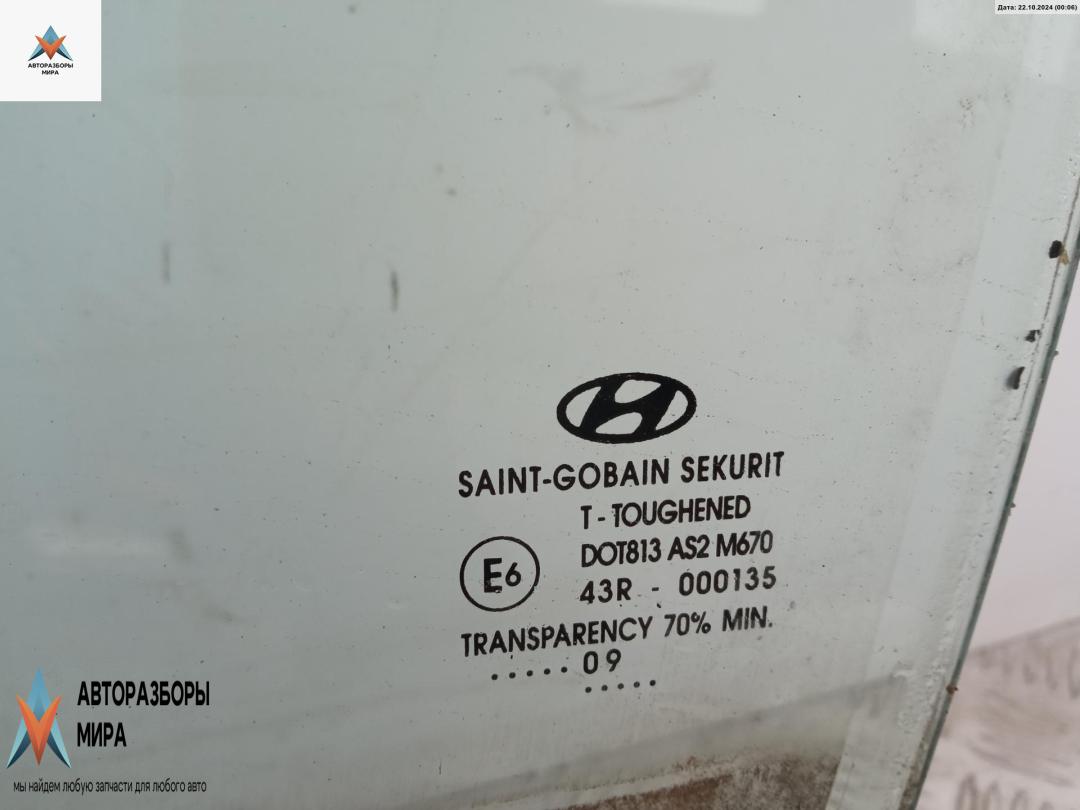 Дата: 22.10.2024 (00:06)
АВТОРАЗБОРЫ
МИРА
SAINT-GOBAIN SEKURIT
T - TOUGHENED
DOT813 AS2 M670
E6
43R - 000135
TRANSPARENCY 70% MIN.
.....09
.....
АВТОРАЗБОРЫ
МИРА
мы найдем любую запчасти для любого авто